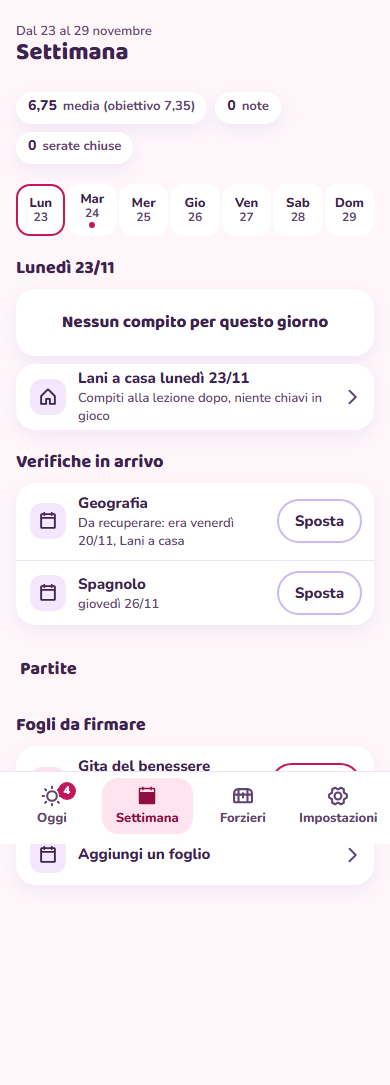 Dal 23 al 29 novembre
Settimana
6,75 media (obiettivo 7,35)
0 note
0 serate chiuse
Lun Mar Mer Gio Ven Sab Dom
23 24 25 26 27 28 29
Lunedì 23/11
Nessun compito per questo giorno
Lani a casa lunedì 23/11
Compiti alla lezione dopo, niente chiavi in
gioco
Verifiche in arrivo
Geografia
Da recuperare: era venerdì
20/11, Lani a casa
Sposta
Spagnolo
giovedì 26/11
Sposta
Partite
Fogli da firmare
Gita del benessere
4
Oggi Settimana Forzieri Impostazioni
Aggiungi un foglio